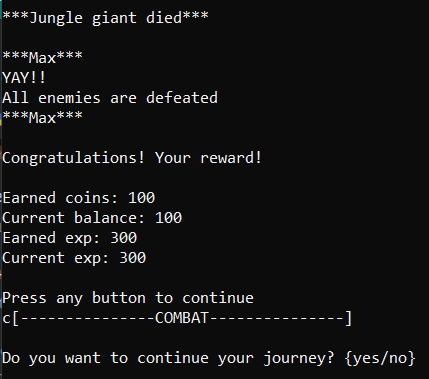 ***Jungle giant died***
***Max***
YAY!!
All enemies are defeated
***Max***
Congratulations! Your reward!
Earned coins: 100
Current balance: 100
Earned exp: 300
Current exp: 300
Press any button to continue
c[---------------COMBAT---------------]
Do you want to continue your journey? {yes/no}